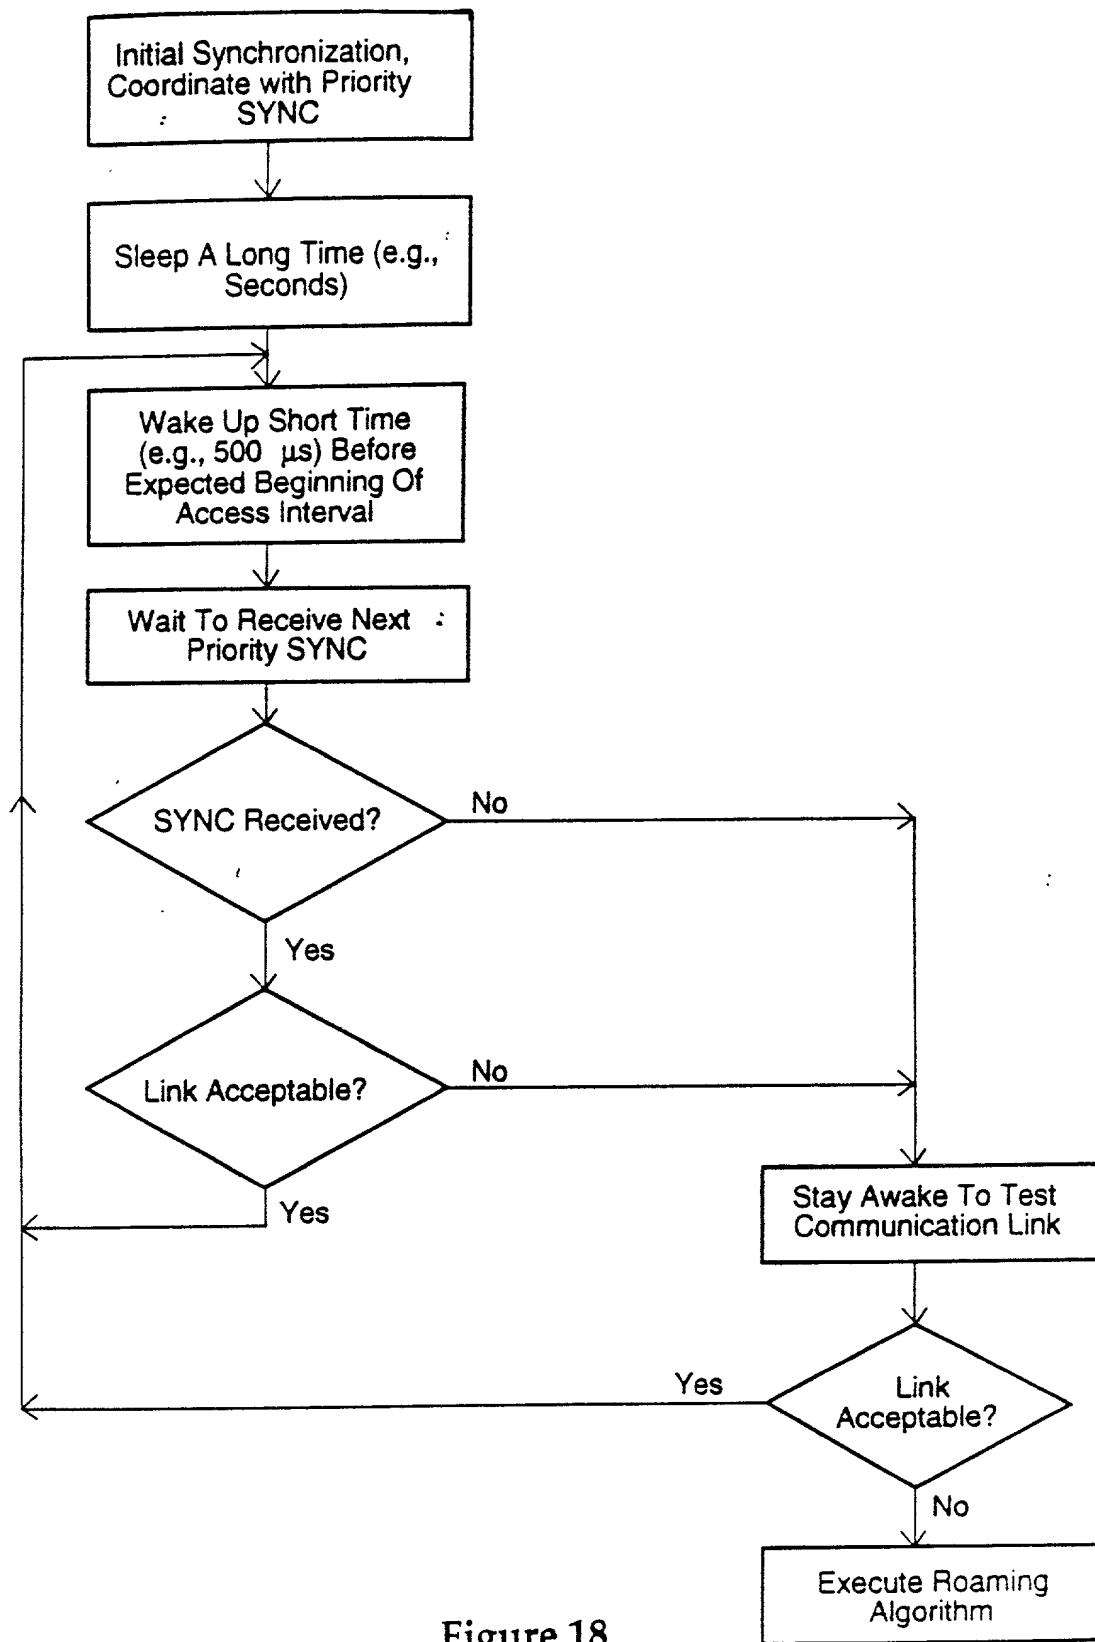 Initial Synchronization,
Coordinate with Priority
SYNC
Sleep A Long Time (e.g.,
Seconds)
Wake Up Short Time
(e.g., 500 μs) Before
Expected Beginning Of
Access Interval
Wait To Receive Next
Priority SYNC
SYNC Received?
No
Yes
Link Acceptable?
No
Yes
Stay Awake To Test
Communication Link
Link
Acceptable?
Yes
No
Execute Roaming
Algorithm
Figure 18